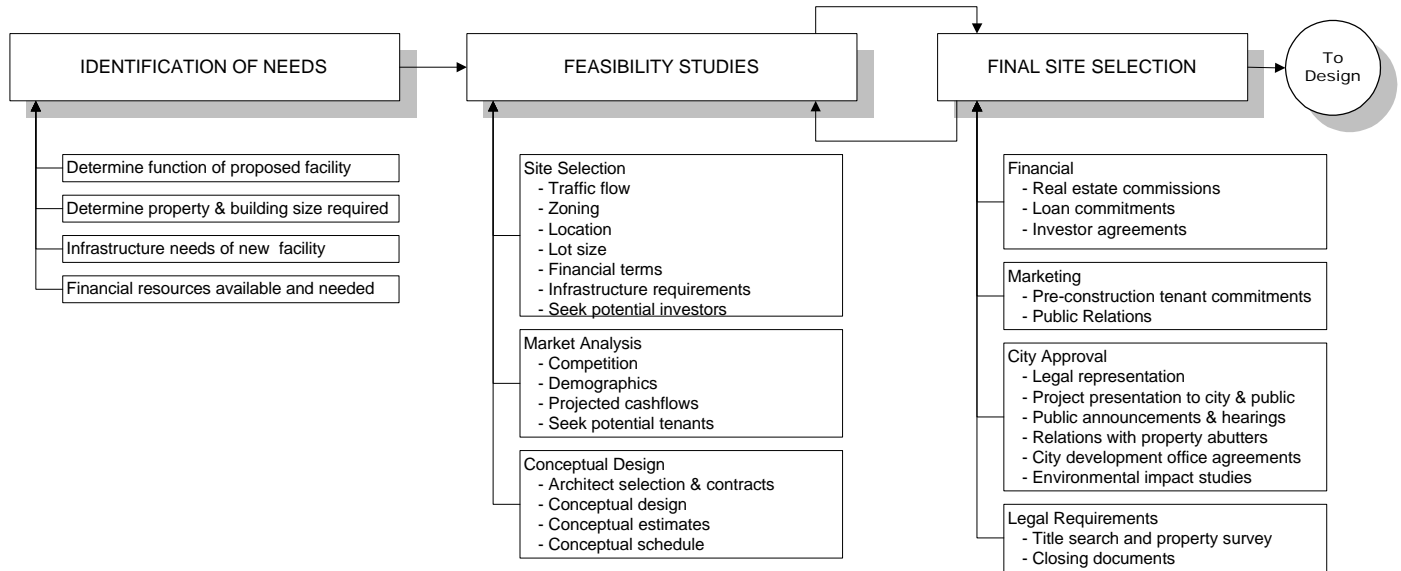 IDENTIFICATION OF NEEDS
Determine function of proposed facility
Determine property & building size required
Infrastructure needs of new facility
Financial resources available and needed
FEASIBILITY STUDIES
Site Selection
- Traffic flow
- Zoning
- Location
- Lot size
- Financial terms
- Infrastructure requirements
- Seek potential investors
Market Analysis
- Competition
- Demographics
- Projected cashflows
- Seek potential tenants
Conceptual Design
- Architect selection & contracts
- Conceptual design
- Conceptual estimates
- Conceptual schedule
FINAL SITE SELECTION
Financial
- Real estate commissions
- Loan commitments
- Investor agreements
Marketing
- Pre-construction tenant commitments
- Public Relations
City Approval
- Legal representation
- Project presentation to city & public
- Public announcements & hearings
- Relations with property abutters
- City development office agreements
- Environmental impact studies
Legal Requirements
- Title search and property survey
- Closing documents
To
Design